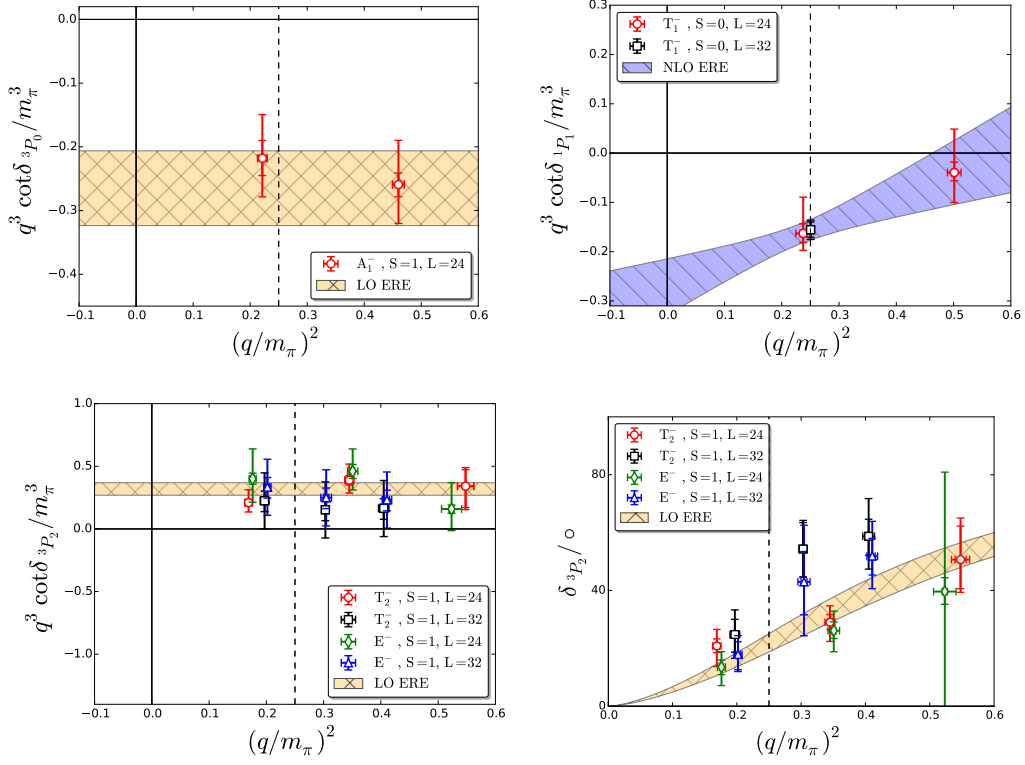 0.0
−0.1
−0.2
−0.3
−0.4
q³ cotδ ³P₀/m³π
A₁⁻ , S=1, L=24
LO ERE
−0.1 0.0 0.1 0.2 0.3 0.4 0.5 0.6
(q/mπ)²
0.3
0.2
0.1
0.0
−0.1
−0.2
−0.3
q³ cotδ ¹P₁/m³π
T₁⁻ , S=0, L=24
T₁⁻ , S=0, L=32
NLO ERE
−0.1 0.0 0.1 0.2 0.3 0.4 0.5 0.6
(q/mπ)²
1.0
0.5
0.0
−0.5
−1.0
q³ cotδ ³P₂/m³π
T₂⁻ , S=1, L=24
T₂⁻ , S=1, L=32
E⁻ , S=1, L=24
E⁻ , S=1, L=32
LO ERE
−0.1 0.0 0.1 0.2 0.3 0.4 0.5 0.6
(q/mπ)²
80
40
0
δ ³P₂/∘
T₂⁻ , S=1, L=24
T₂⁻ , S=1, L=32
E⁻ , S=1, L=24
E⁻ , S=1, L=32
LO ERE
0.0 0.1 0.2 0.3 0.4 0.5 0.6
(q/mπ)²